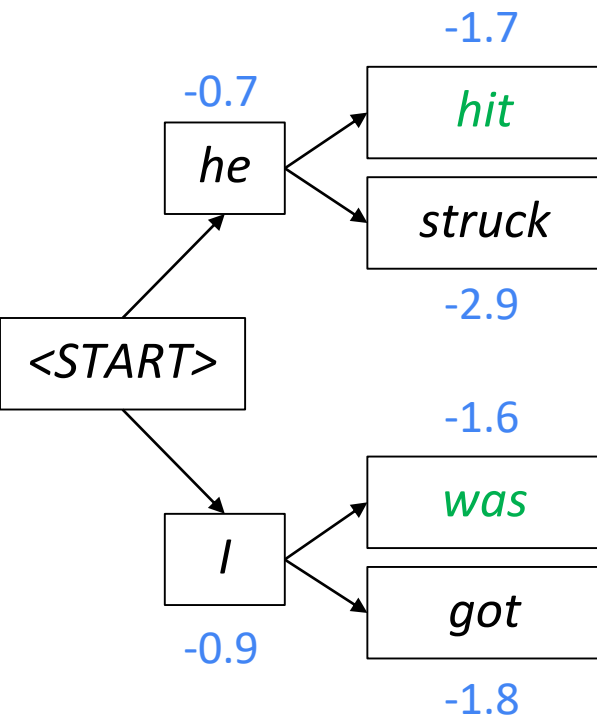 -1.7
-0.7
hit
he
struck
-2.9
<START>
-1.6
was
I
got
-0.9
-1.8